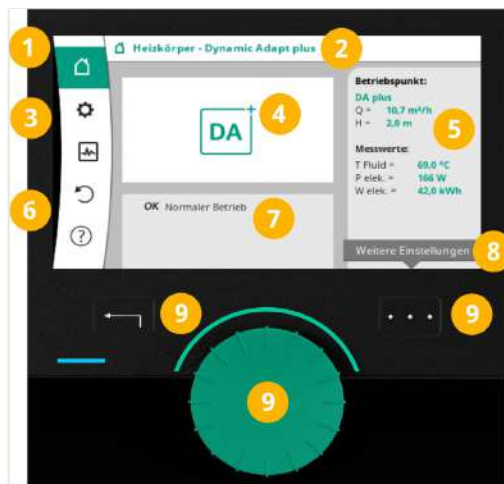 1
Heizkörper - Dynamic Adapt plus
2
3
DA+
4
Betriebspunkt:
DA plus
Q = 10,7 m³/h
H = 2,0 m
5
Messwerte:
T Fluid = 69,0 °C
P elek. = 166 W
W elek. = 42,0 kWh
6
?
OK Normaler Betrieb
7
Weitere Einstellungen
8
9
9
9